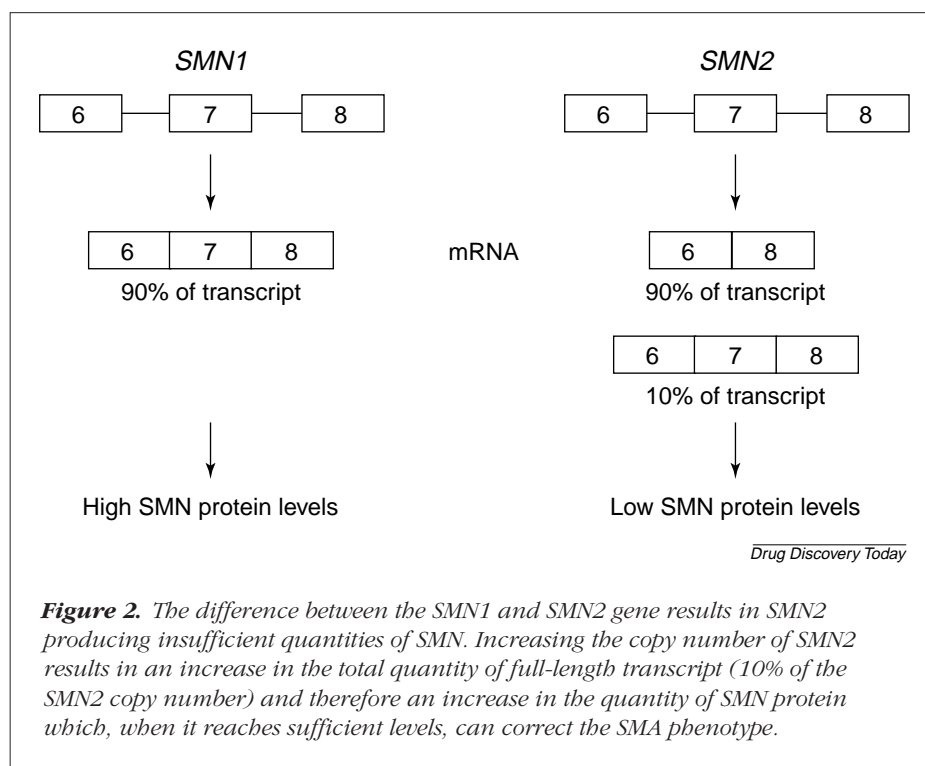 SMN1 SMN2
6 7 8 6 7 8
6 7 8 mRNA 6 8
90% of transcript 90% of transcript
6 7 8
10% of transcript
High SMN protein levels Low SMN protein levels
Drug Discovery Today
Figure 2. The difference between the SMN1 and SMN2 gene results in SMN2
producing insufficient quantities of SMN. Increasing the copy number of SMN2
results in an increase in the total quantity of full-length transcript (10% of the
SMN2 copy number) and therefore an increase in the quantity of SMN protein
which, when it reaches sufficient levels, can correct the SMA phenotype.